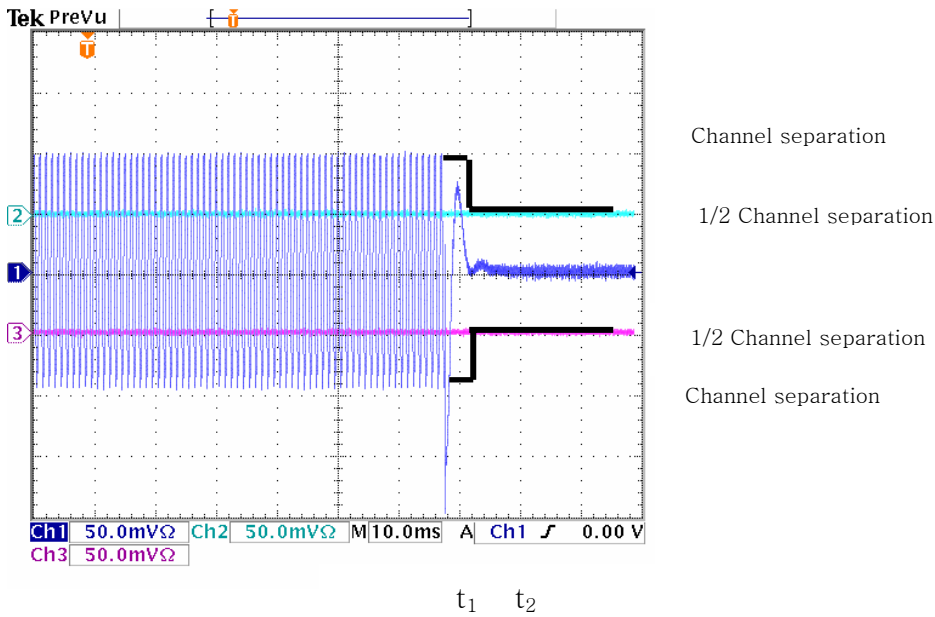 Tek PreVu
T
T
Channel separation
2
1/2 Channel separation
1
3
1/2 Channel separation
Channel separation
Ch1 50.0mVΩ Ch2 50.0mVΩ M 10.0ms A Ch1 ƒ 0.00 V
Ch3 50.0mVΩ
t₁ t₂